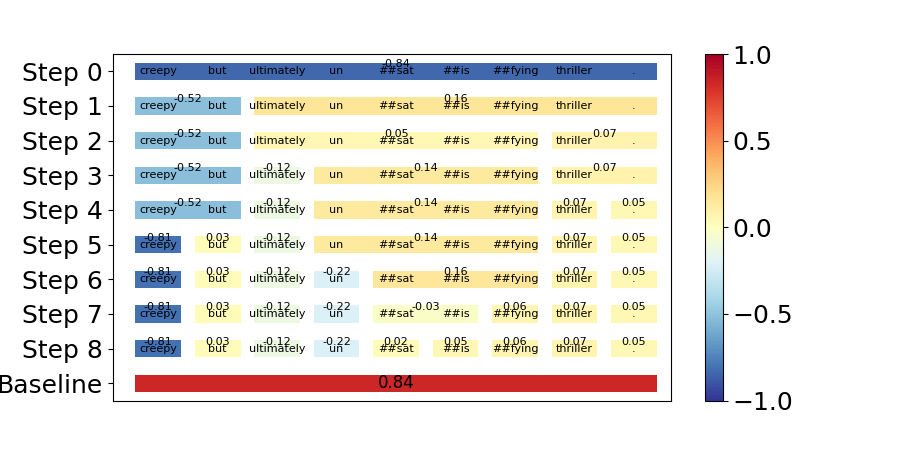 -0.84
Step 0 creepy but ultimately un ##sat ##is ##fying thriller .
-0.52 0.16
Step 1 creepy but ultimately un ##sat ##is ##fying thriller .
-0.52 0.05 0.07
Step 2 creepy but ultimately un ##sat ##is ##fying thriller .
-0.52 -0.12 0.14 0.07
Step 3 creepy but ultimately un ##sat ##is ##fying thriller .
-0.52 -0.12 0.14 0.07 0.05
Step 4 creepy but ultimately un ##sat ##is ##fying thriller .
-0.81 0.03 -0.12 0.14 0.07 0.05
Step 5 creepy but ultimately un ##sat ##is ##fying thriller .
-0.81 0.03 -0.12 -0.22 0.16 0.07 0.05
Step 6 creepy but ultimately un ##sat ##is ##fying thriller .
-0.81 0.03 -0.12 -0.22 -0.03 0.06 0.07 0.05
Step 7 creepy but ultimately un ##sat ##is ##fying thriller .
-0.81 0.03 -0.12 -0.22 0.02 0.05 0.06 0.07 0.05
Step 8 creepy but ultimately un ##sat ##is ##fying thriller .
Baseline 0.84
1.0
0.5
0.0
−0.5
−1.0